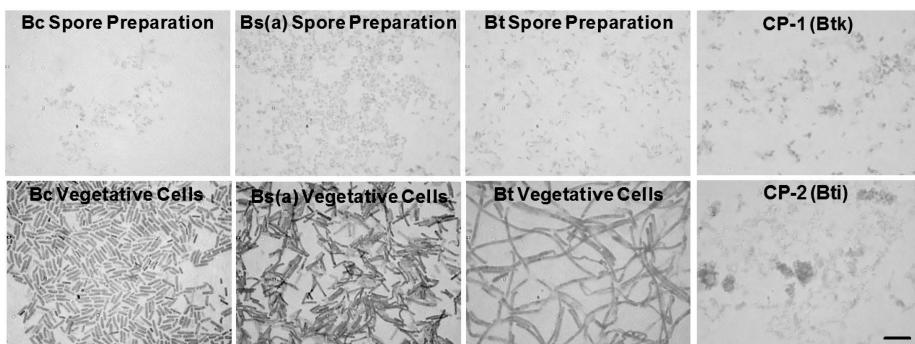 Bc Spore Preparation
Bs(a) Spore Preparation
Bt Spore Preparation
CP-1 (Btk)
Bc Vegetative Cells
Bs(a) Vegetative Cells
Bt Vegetative Cells
CP-2 (Bti)